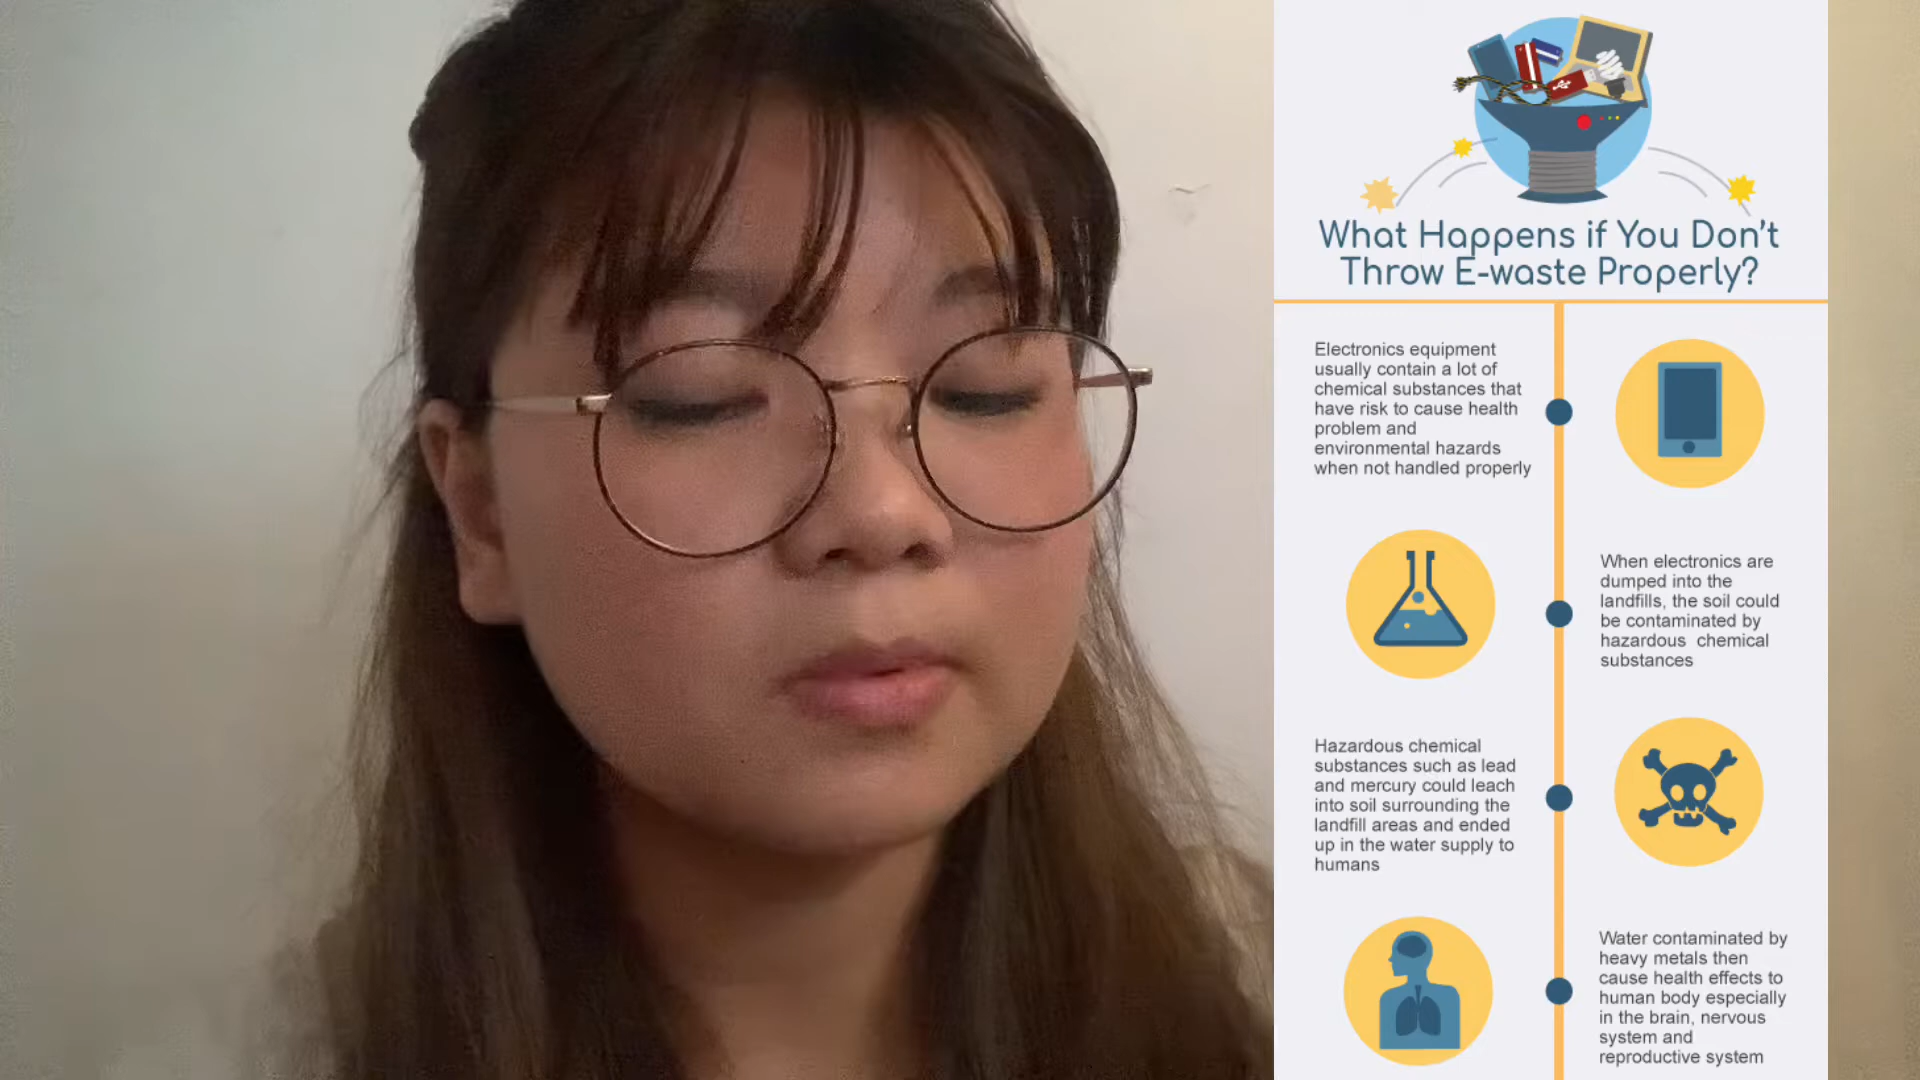 What Happens if You Don't
Throw E-waste Properly?
Electronics equipment
usually contain a lot of
chemical substances that
have risk to cause health
problem and
environmental hazards
when not handled properly
When electronics are
dumped into the
landfills, the soil could
be contaminated by
hazardous chemical
substances
Hazardous chemical
substances such as lead
and mercury could leach
into soil surrounding the
landfill areas and ended
up in the water supply to
humans
Water contaminated by
heavy metals then
cause health effects to
human body especially
in the brain, nervous
system and
reproductive system